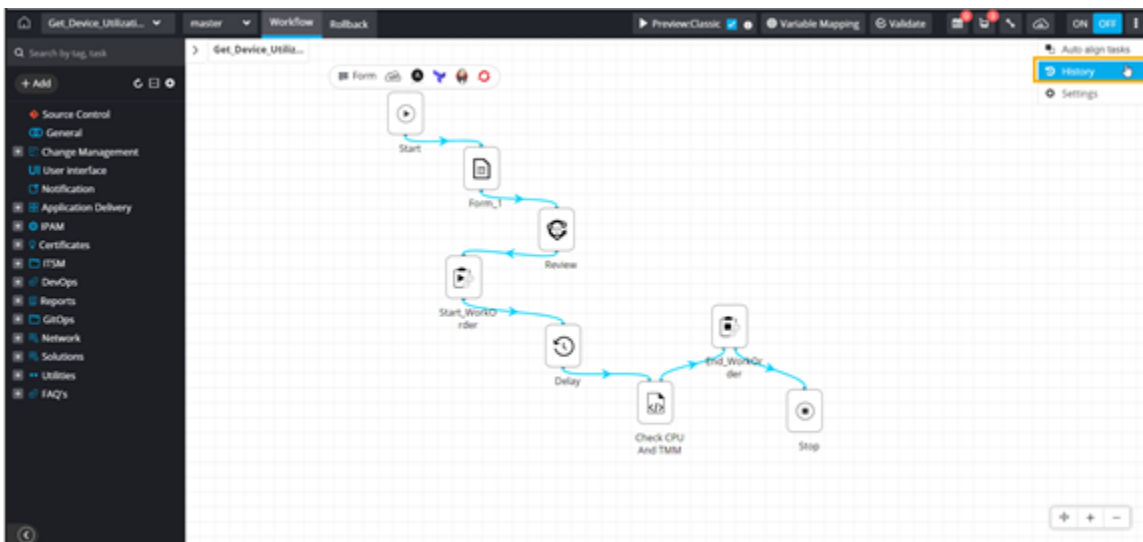 Get_Device_Utilizati...
master
Workflow
Rollback
Preview:Classic
Variable Mapping
Validate
ON OFF
Search by tag, task
Get_Device_Utiliz...
Auto align tasks
History
Settings
+ Add
Form
Source Control
General
Change Management
UI User Interface
Notification
Application Delivery
IPAM
Certificates
ITSM
DevOps
Reports
GitOps
Network
Solutions
Utilities
FAQ's
Start
Form_1
Review
Start_WorkO
rder
Delay
End_WorkOr
der
Check CPU
And TMM
Stop